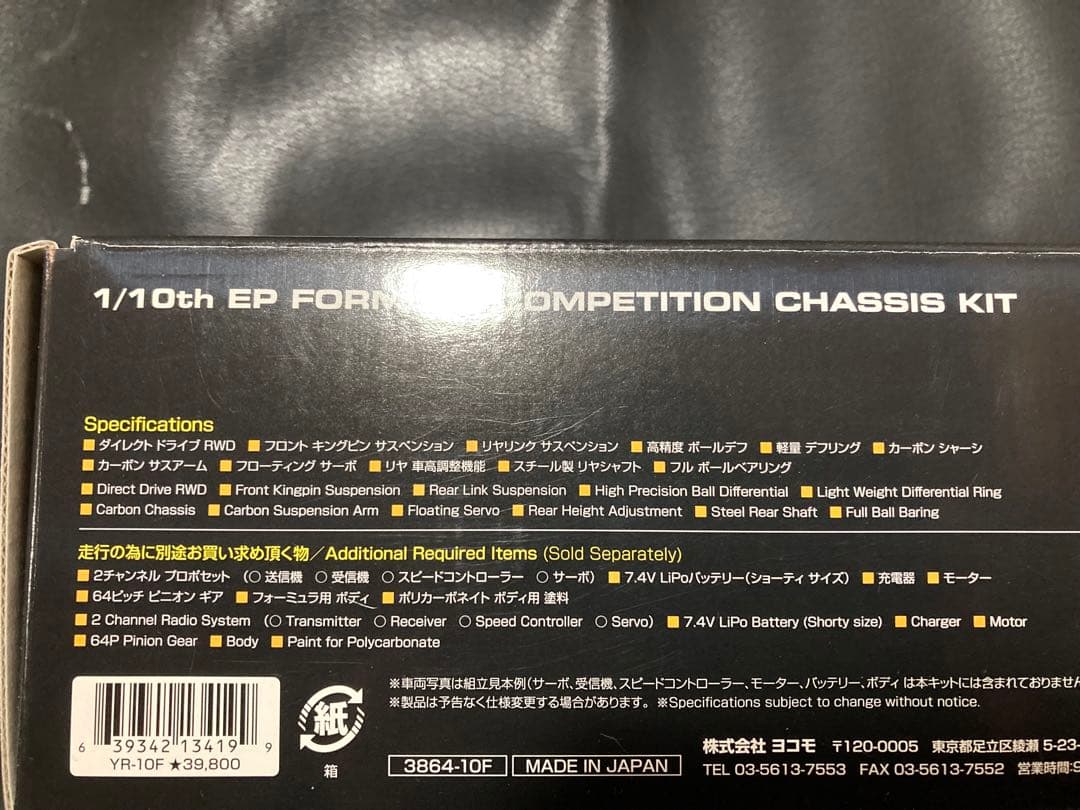 1/10th EP FORM COMPETITION CHASSIS KIT
Specifications
■ダイレクト ドライブ RWD ■フロント キングピン サスペンション ■リヤリンク サスペンション ■高精度 ボールデフ ■軽量 デフリング ■カーボン シャーシ
■カーボン サスアーム ■フローティング サーボ ■リヤ 車高調整機能 ■スチール製 リヤシャフト ■フル ボールベアリング
■Direct Drive RWD ■Front Kingpin Suspension ■Rear Link Suspension ■High Precision Ball Differential ■Light Weight Differential Ring
■Carbon Chassis ■Carbon Suspension Arm ■Floating Servo ■Rear Height Adjustment ■Steel Rear Shaft ■Full Ball Baring
走行の為に別途お買い求め頂く物/Additional Required Items (Sold Separately)
■2チャンネル プロポセット (○送信機 ○受信機 ○スピードコントローラー ○サーボ) ■7.4V LiPoバッテリー(ショーティ サイズ) ■充電器 ■モーター
■64ピッチ ピニオン ギア ■フォーミュラ用 ボディ ■ポリカーボネイト ボディ用 塗料
■2 Channel Radio System (○Transmitter ○Receiver ○Speed Controller ○Servo) ■7.4V LiPo Battery (Shorty size) ■Charger ■Motor
■64P Pinion Gear ■Body ■Paint for Polycarbonate
※車両写真は組立見本例(サーボ、受信機、スピードコントローラー、モーター、バッテリー、ボディ は本キットには含まれておりません
※製品は予告なく仕様変更する場合があります。 ※Specifications subject to change without notice.
6 39342 13419 9
YR-10F ★39,800
紙
箱
3864-10F MADE IN JAPAN
株式会社 ヨコモ 〒120-0005 東京都足立区綾瀬 5-23-
TEL 03-5613-7553 FAX 03-5613-7552 営業時間:9